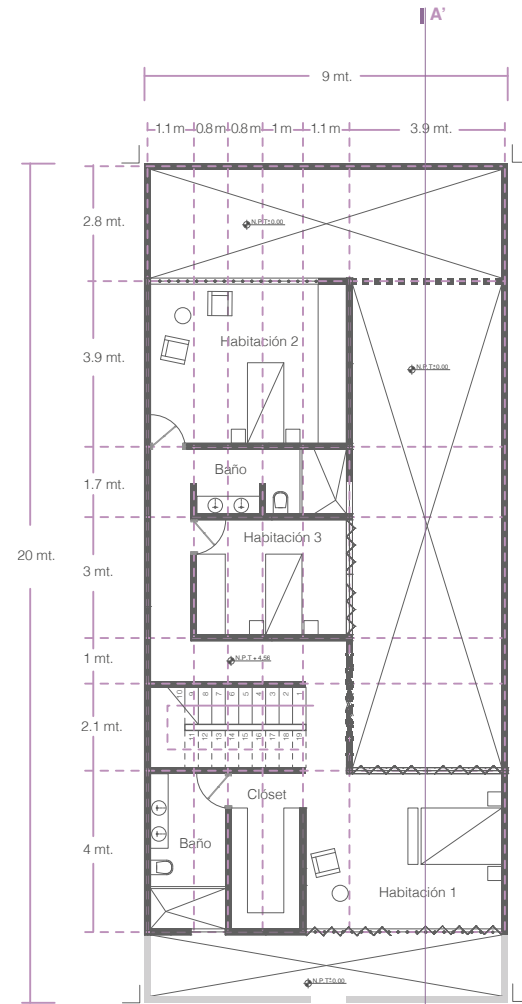 A'
9 mt.
1.1 m 0.8 m 0.8 m 1 m 1.1 m 3.9 mt.
2.8 mt.
N.P.T±0.00
Habitación 2
3.9 mt.
N.P.T±0.00
Baño
1.7 mt.
Habitación 3
20 mt.
3 mt.
1 mt.
N.P.T + 4.56
10 9 8 7 6 5 4 3 2 1
2.1 mt.
11 12 13 14 15 16 17 18 19
Clóset
Baño
4 mt.
Habitación 1
N.P.T±0.00